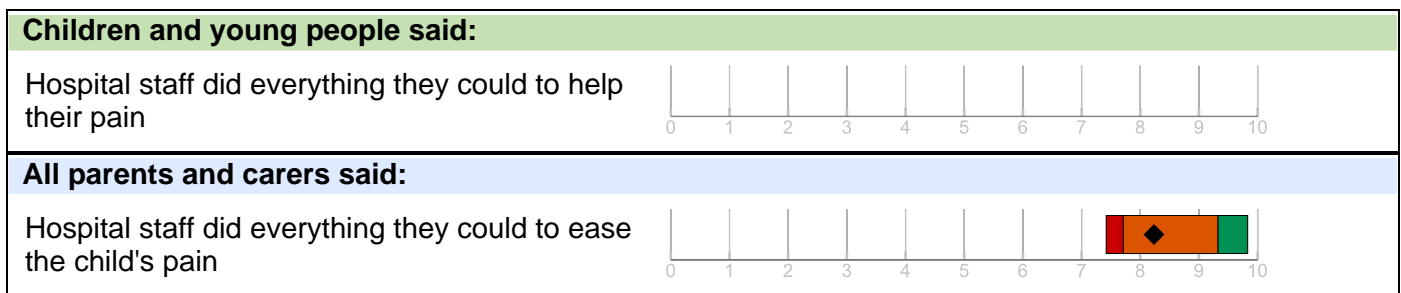 Children and young people said:
Hospital staff did everything they could to help
their pain
0 1 2 3 4 5 6 7 8 9 10
All parents and carers said:
Hospital staff did everything they could to ease
the child's pain
0 1 2 3 4 5 6 7 8 9 10